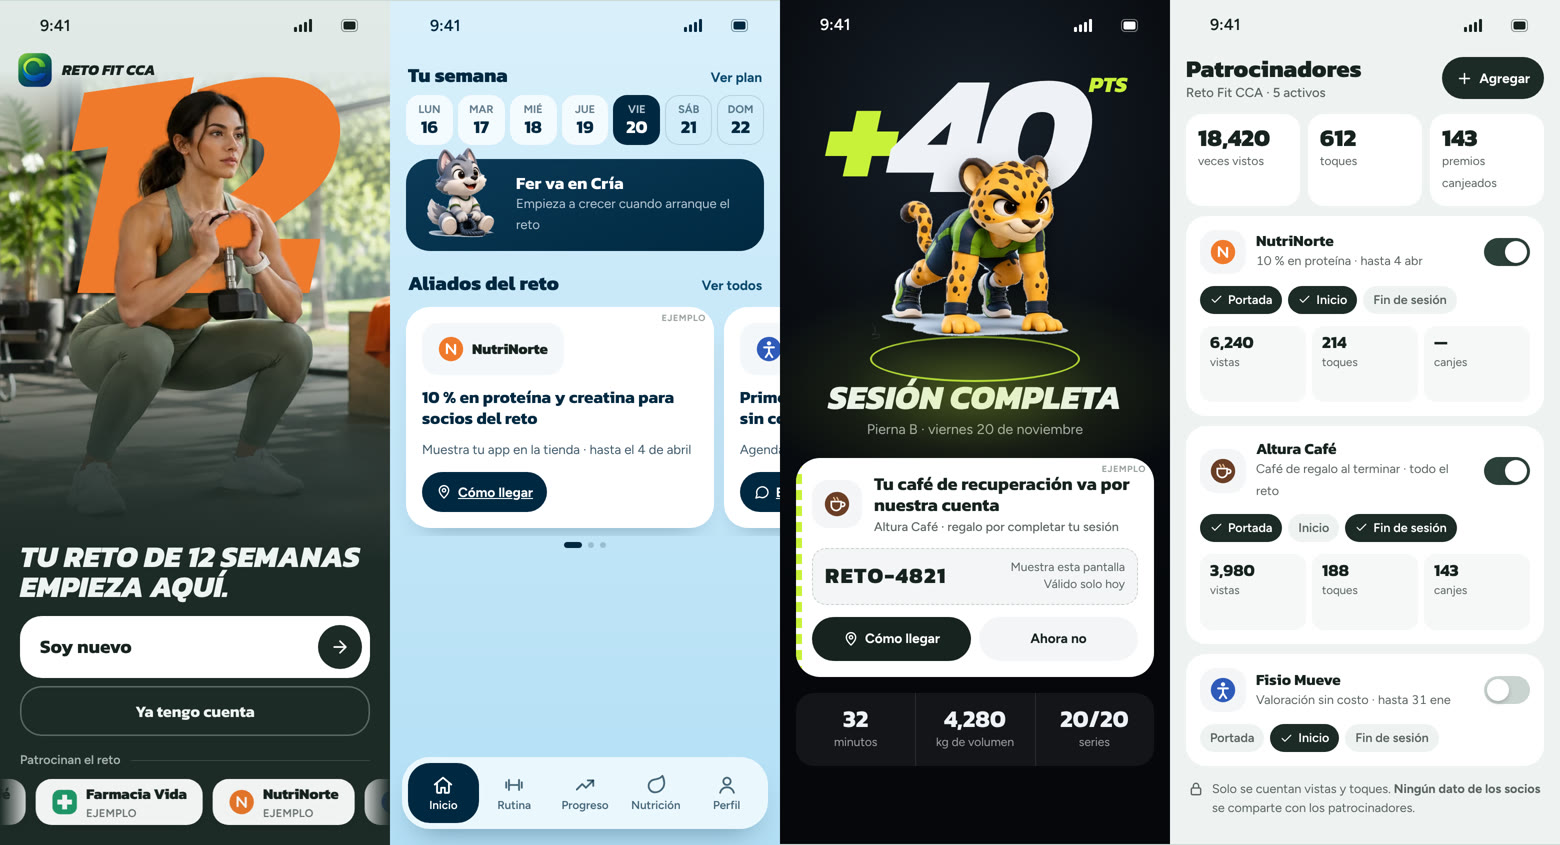 9:41
RETO FIT CCA
12
TU RETO DE 12 SEMANAS
EMPIEZA AQUÍ.
Soy nuevo
Ya tengo cuenta
Patrocinan el reto
Farmacia Vida
EJEMPLO
NutriNorte
EJEMPLO
9:41
Tu semana
Ver plan
LUN MAR MIÉ JUE VIE SÁB DOM
16 17 18 19 20 21 22
Fer va en Cría
Empieza a crecer cuando arranque el
reto
Aliados del reto
Ver todos
EJEMPLO
N NutriNorte
10 % en proteína y creatina para
socios del reto
Muestra tu app en la tienda · hasta el 4 de abril
Cómo llegar
Inicio Rutina Progreso Nutrición Perfil
9:41
+40 PTS
SESIÓN COMPLETA
Pierna B · viernes 20 de noviembre
EJEMPLO
Tu café de recuperación va por
nuestra cuenta
Altura Café · regalo por completar tu sesión
RETO-4821
Muestra esta pantalla
Válido solo hoy
Cómo llegar
Ahora no
32 4,280 20/20
minutos kg de volumen series
9:41
Patrocinadores
Reto Fit CCA · 5 activos
+ Agregar
18,420 612 143
veces vistos toques premios
canjeados
N NutriNorte
10 % en proteína · hasta 4 abr
Portada Inicio Fin de sesión
6,240 214 —
vistas toques canjes
Altura Café
Café de regalo al terminar · todo el
reto
Portada Inicio Fin de sesión
3,980 188 143
vistas toques canjes
Fisio Mueve
Valoración sin costo · hasta 31 ene
Portada Inicio Fin de sesión
Solo se cuentan vistas y toques. Ningún dato de los socios
se comparte con los patrocinadores.